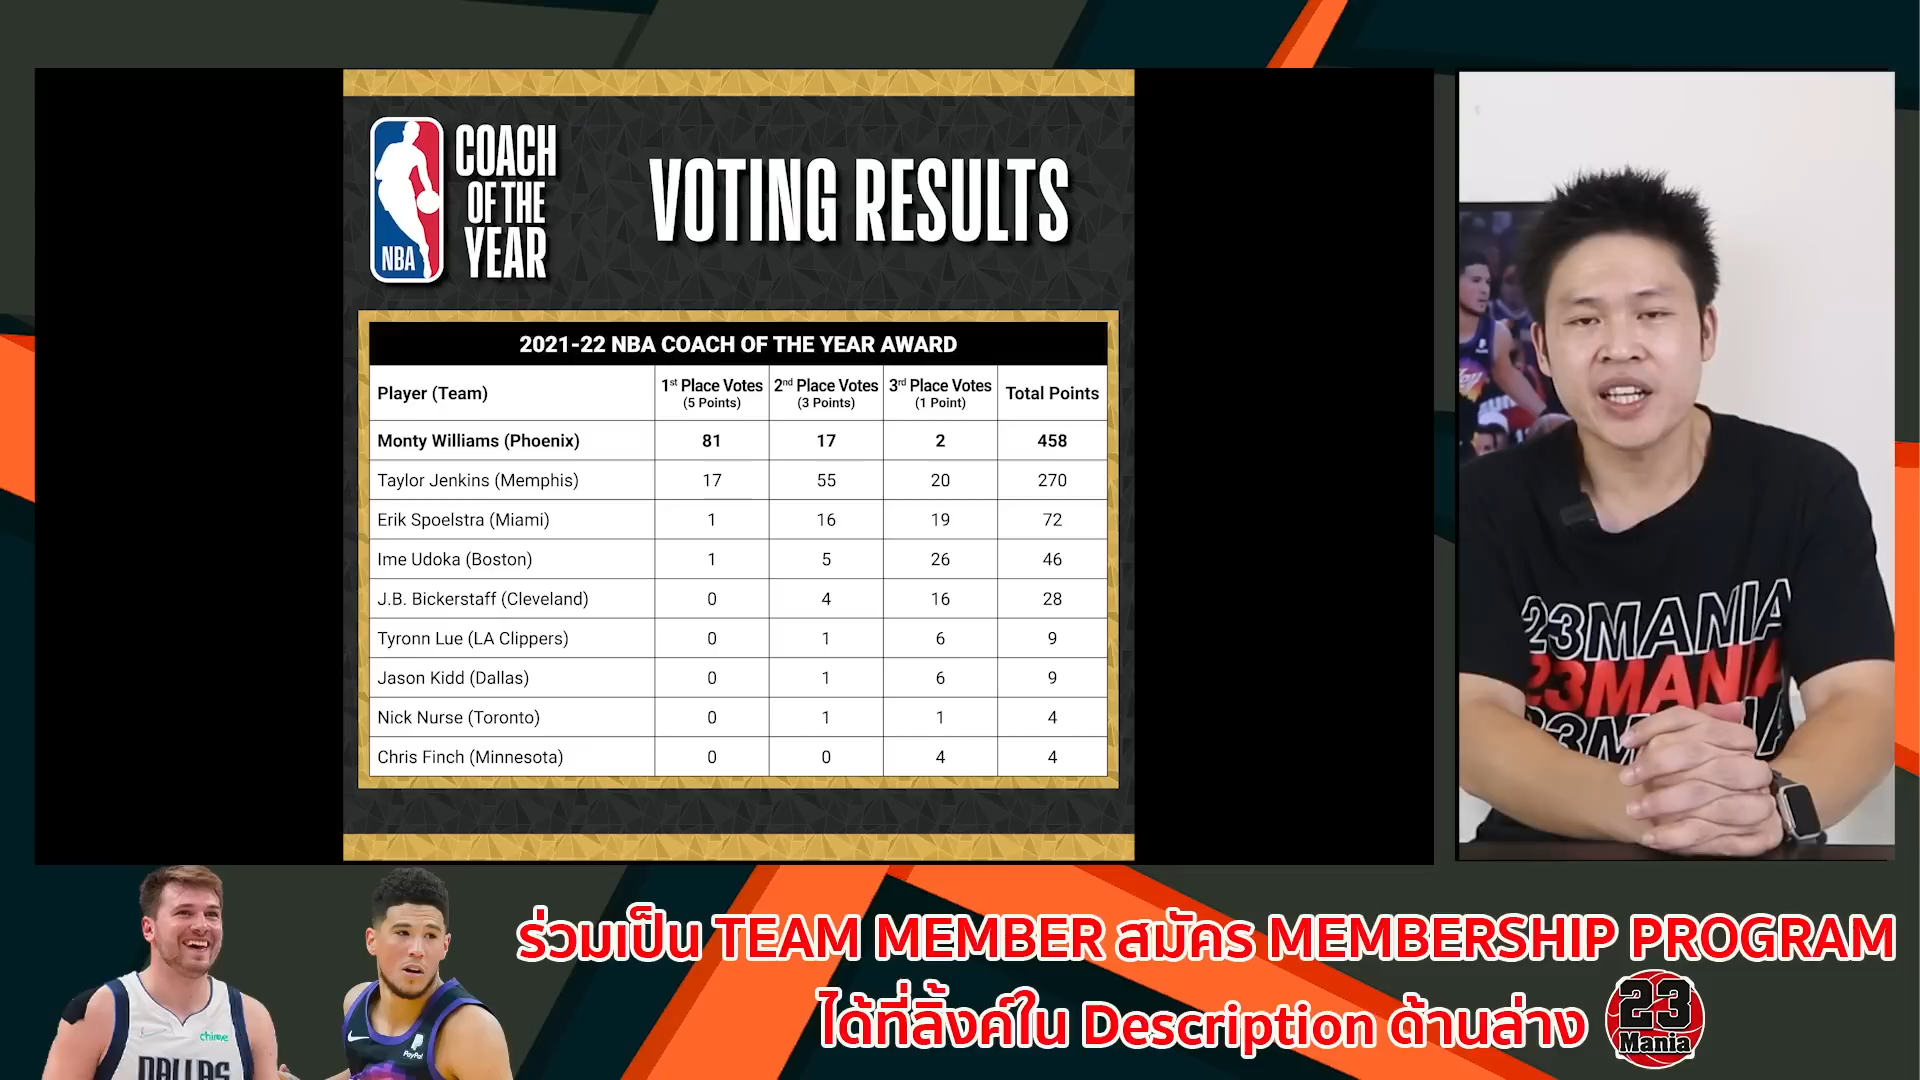 COACH
OF THE
YEAR
NBA
VOTING RESULTS
2021-22 NBA COACH OF THE YEAR AWARD
Player (Team) 1st Place Votes (5 Points) 2nd Place Votes (3 Points) 3rd Place Votes (1 Point) Total Points
Monty Williams (Phoenix) 81 17 2 458
Taylor Jenkins (Memphis) 17 55 20 270
Erik Spoelstra (Miami) 1 16 19 72
Ime Udoka (Boston) 1 5 26 46
J.B. Bickerstaff (Cleveland) 0 4 16 28
Tyronn Lue (LA Clippers) 0 1 6 9
Jason Kidd (Dallas) 0 1 6 9
Nick Nurse (Toronto) 0 1 1 4
Chris Finch (Minnesota) 0 0 4 4
23MANIA
23MANIA
23MANIA
ร่วมเป็น TEAM MEMBER สมัคร MEMBERSHIP PROGRAM
ได้ที่ลิ้งค์ใน Description ด้านล่าง
23
Mania
chime
DALLAS
PayPal